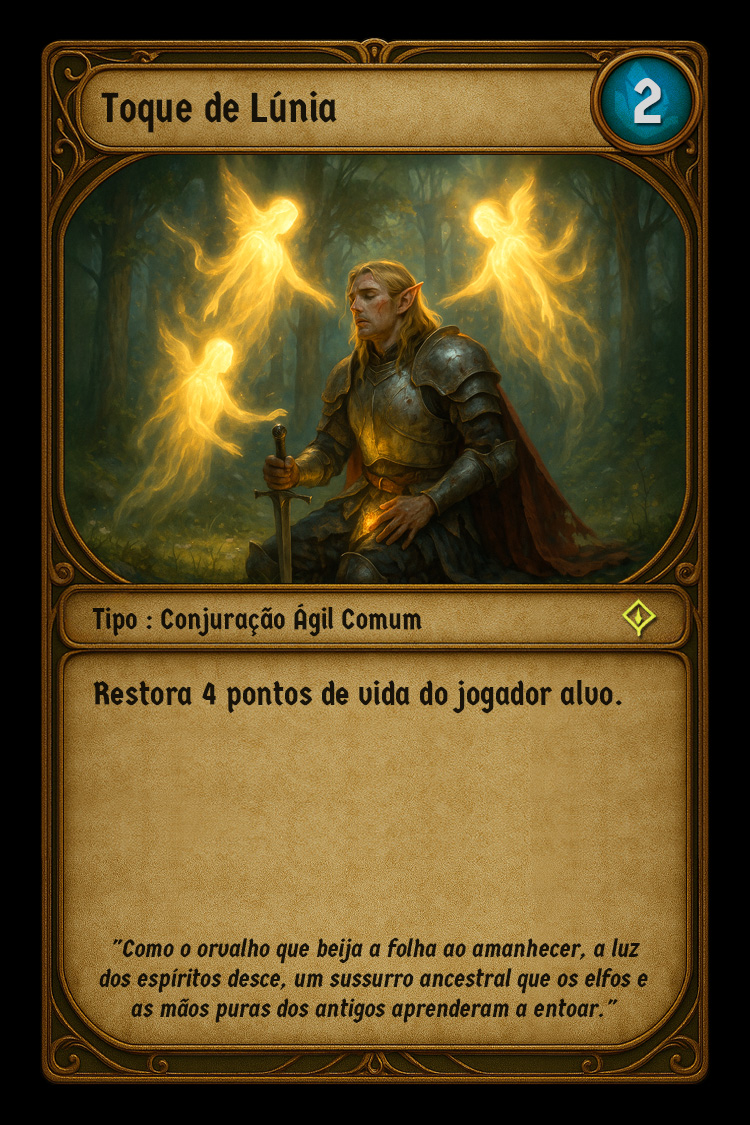 Toque de Lúnia
2
Tipo : Conjuração Ágil Comum
Restora 4 pontos de vida do jogador alvo.
"Como o orvalho que beija a folha ao amanhecer, a luz
dos espíritos desce, um sussurro ancestral que os elfos e
as mãos puras dos antigos aprenderam a entoar."